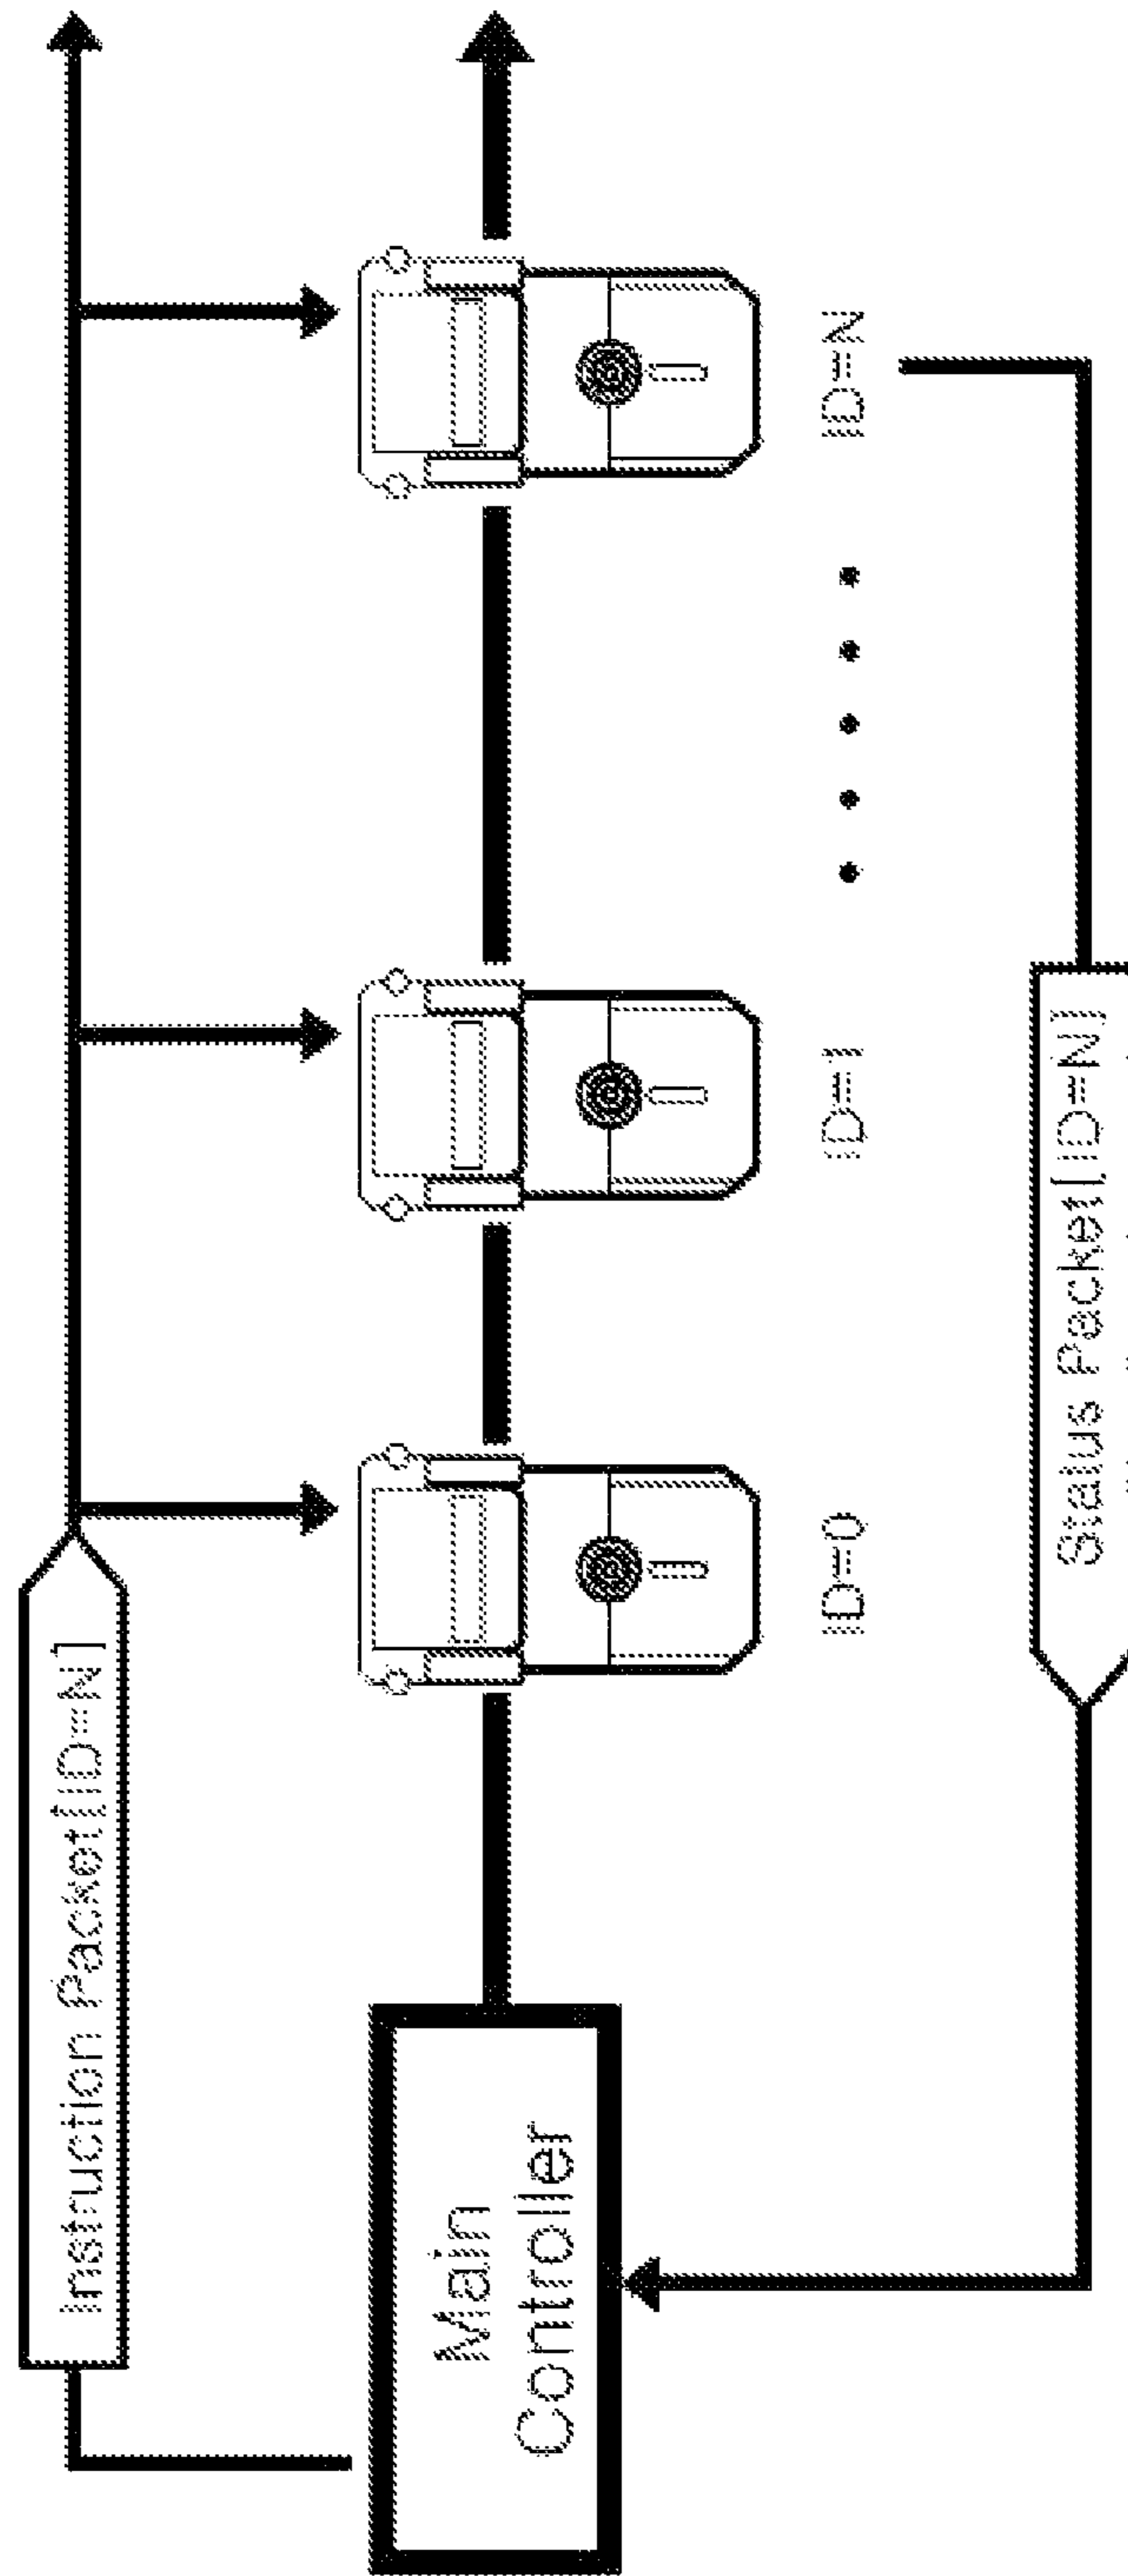 Instruction Packet[ID=N]
Main
Controller
ID=0
ID=1
ID=N
Status Packet[ID=N]